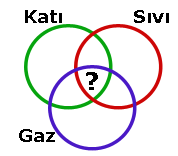 Katı Sıvı
?
Gaz